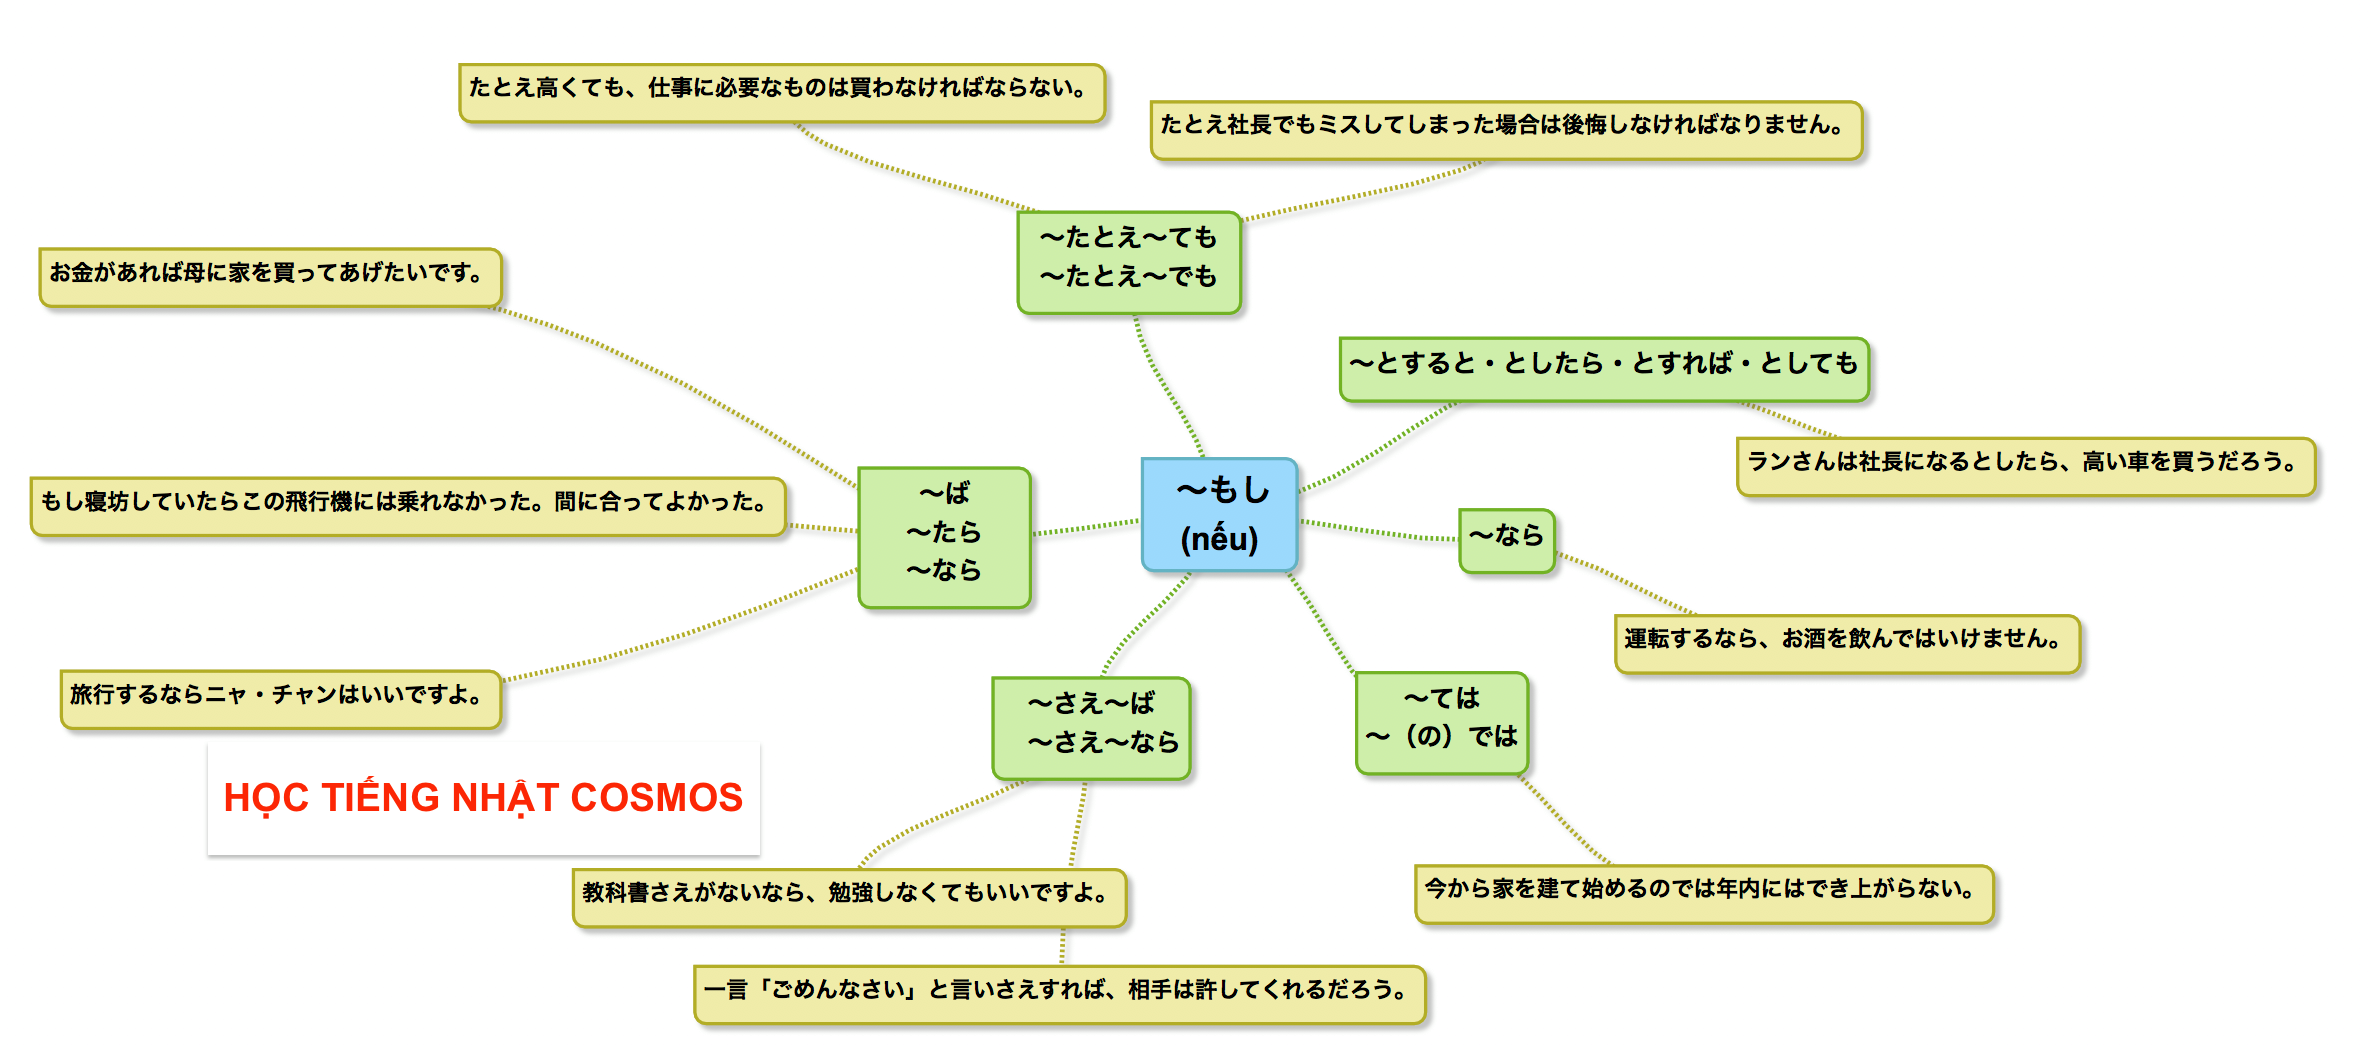 たとえ高くても、仕事に必要なものは買わなければならない。
たとえ社長でもミスしてしまった場合は後悔しなければなりません。
〜たとえ〜ても
〜たとえ〜でも
お金があれば母に家を買ってあげたいです。
〜とすると・としたら・とすれば・としても
ランさんは社長になるとしたら、高い車を買うだろう。
もし寝坊していたらこの飛行機には乗れなかった。間に合ってよかった。
〜ば
〜たら
〜なら
〜もし
(nếu)
〜なら
運転するなら、お酒を飲んではいけません。
旅行するならニャ・チャンはいいですよ。
〜さえ〜ば
〜さえ〜なら
〜ては
〜（の）では
HỌC TIẾNG NHẬT COSMOS
教科書さえがないなら、勉強しなくてもいいですよ。
今から家を建て始めるのでは年内にはでき上がらない。
一言「ごめんなさい」と言いさえすれば、相手は許してくれるだろう。